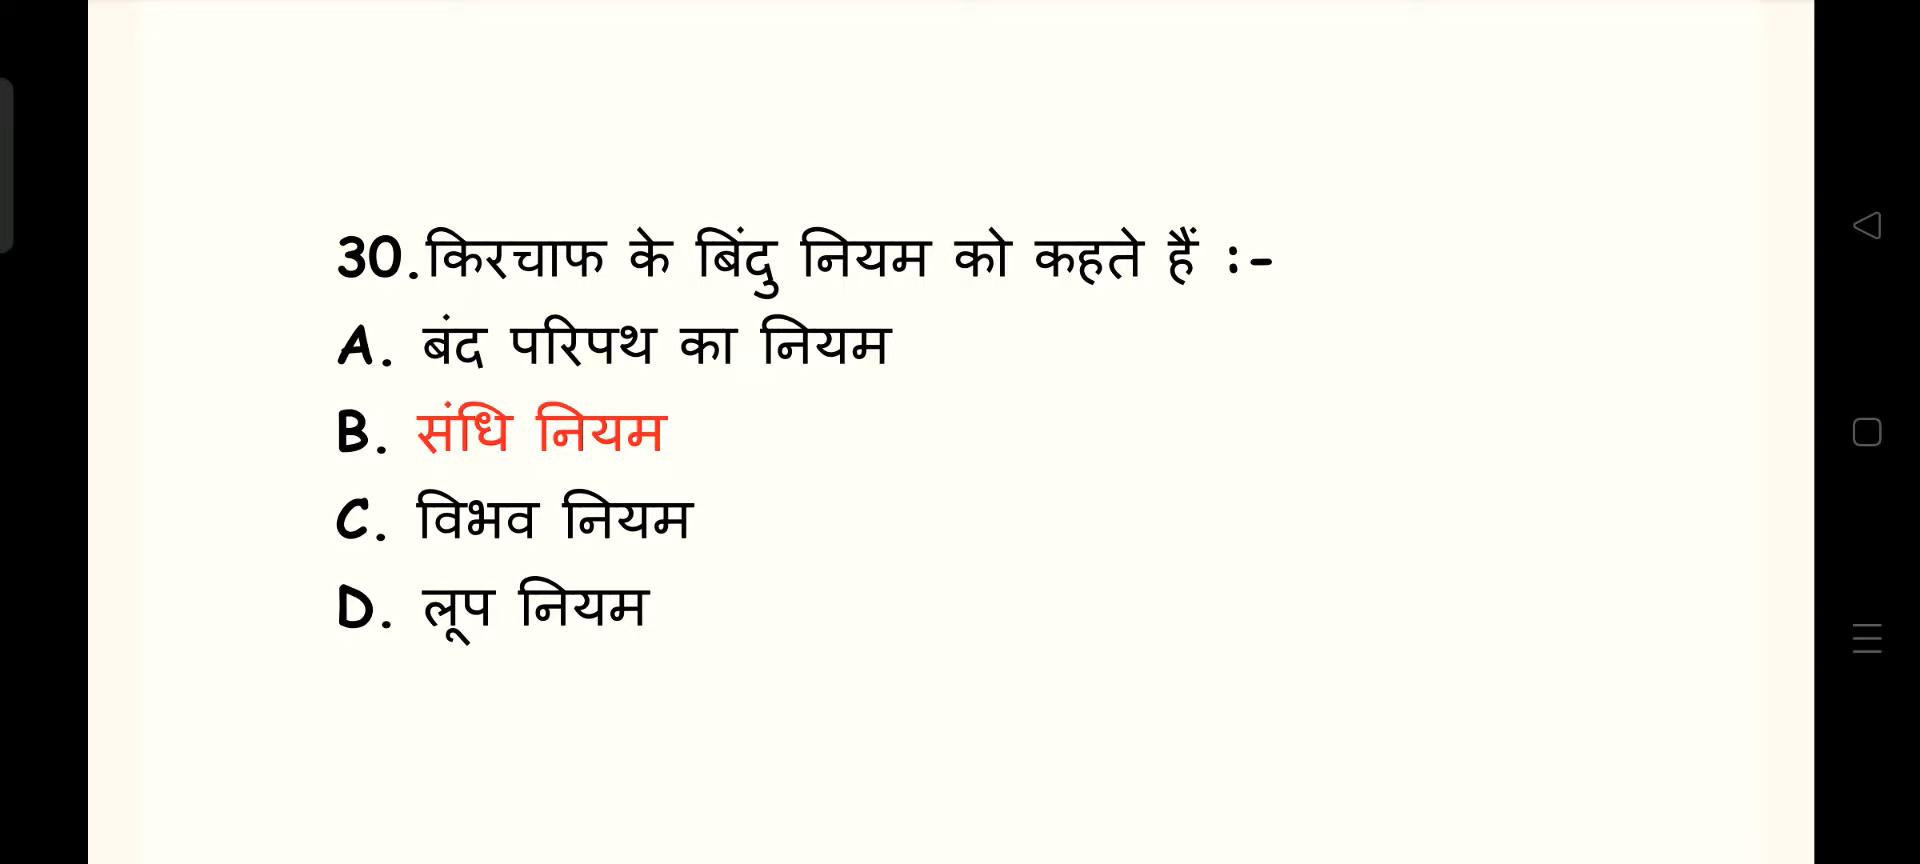 30.किरचाफ के बिंदु नियम को कहते हैं :-
A. बंद परिपथ का नियम
B. संधि नियम
C. विभव नियम
D. लूप नियम